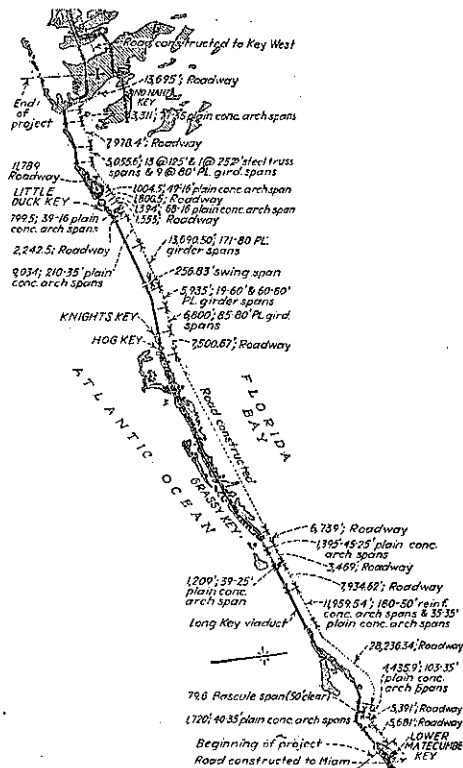 Road constructed to Key West
13,695'; Roadway
NO NAME
KEY
End of
project
3,311'; 91-35 plain conc. arch spans
7,978.4'; Roadway
5,055.6'; 13 @ 125' & 1 @ 252' steel truss
spans & 9 @ 80' PL. gird. spans
11,789
Roadway
1,004.5; 49-16 plain conc arch span
1,800.5; Roadway
LITTLE
DUCK KEY
1,394' 68-16 plain conc. arch span
1,555; Roadway
799.5; 39-16 plain
conc. arch spans
2,242.5; Roadway
13,690.50; 171-80 PL.
girder spans
9,034; 210-35' plain
conc. arch spans
256.83' swing span
5,935'; 19-60' & 60-80'
PL. girder spans
KNIGHTS KEY
6,800'; 85-80' PL. gird.
spans
HOG KEY
7,500.67'; Roadway
ATLANTIC OCEAN
FLORIDA
BAY
Road constructed
GRASSY KEY
6,739'; Roadway
1,395-45-25' plain conc.
arch spans
3,469; Roadway
1,209'; 39-25'
plain conc.
arch span
7,934.62'; Roadway
11,959.54'; 180-50' reinf.
conc. arch spans & 35-35'
plain conc. arch spans
Long Key viaduct
28,236.34; Roadway
4,435.9; 103-35'
plain conc.
arch spans
79.6 Bascule span (50' clear)
5,391'; Roadway
1,720' 40-35' plain conc. arch spans
5,681'; Roadway
LOWER
MATECUMBE
KEY
Beginning of project
Road constructed to Miami